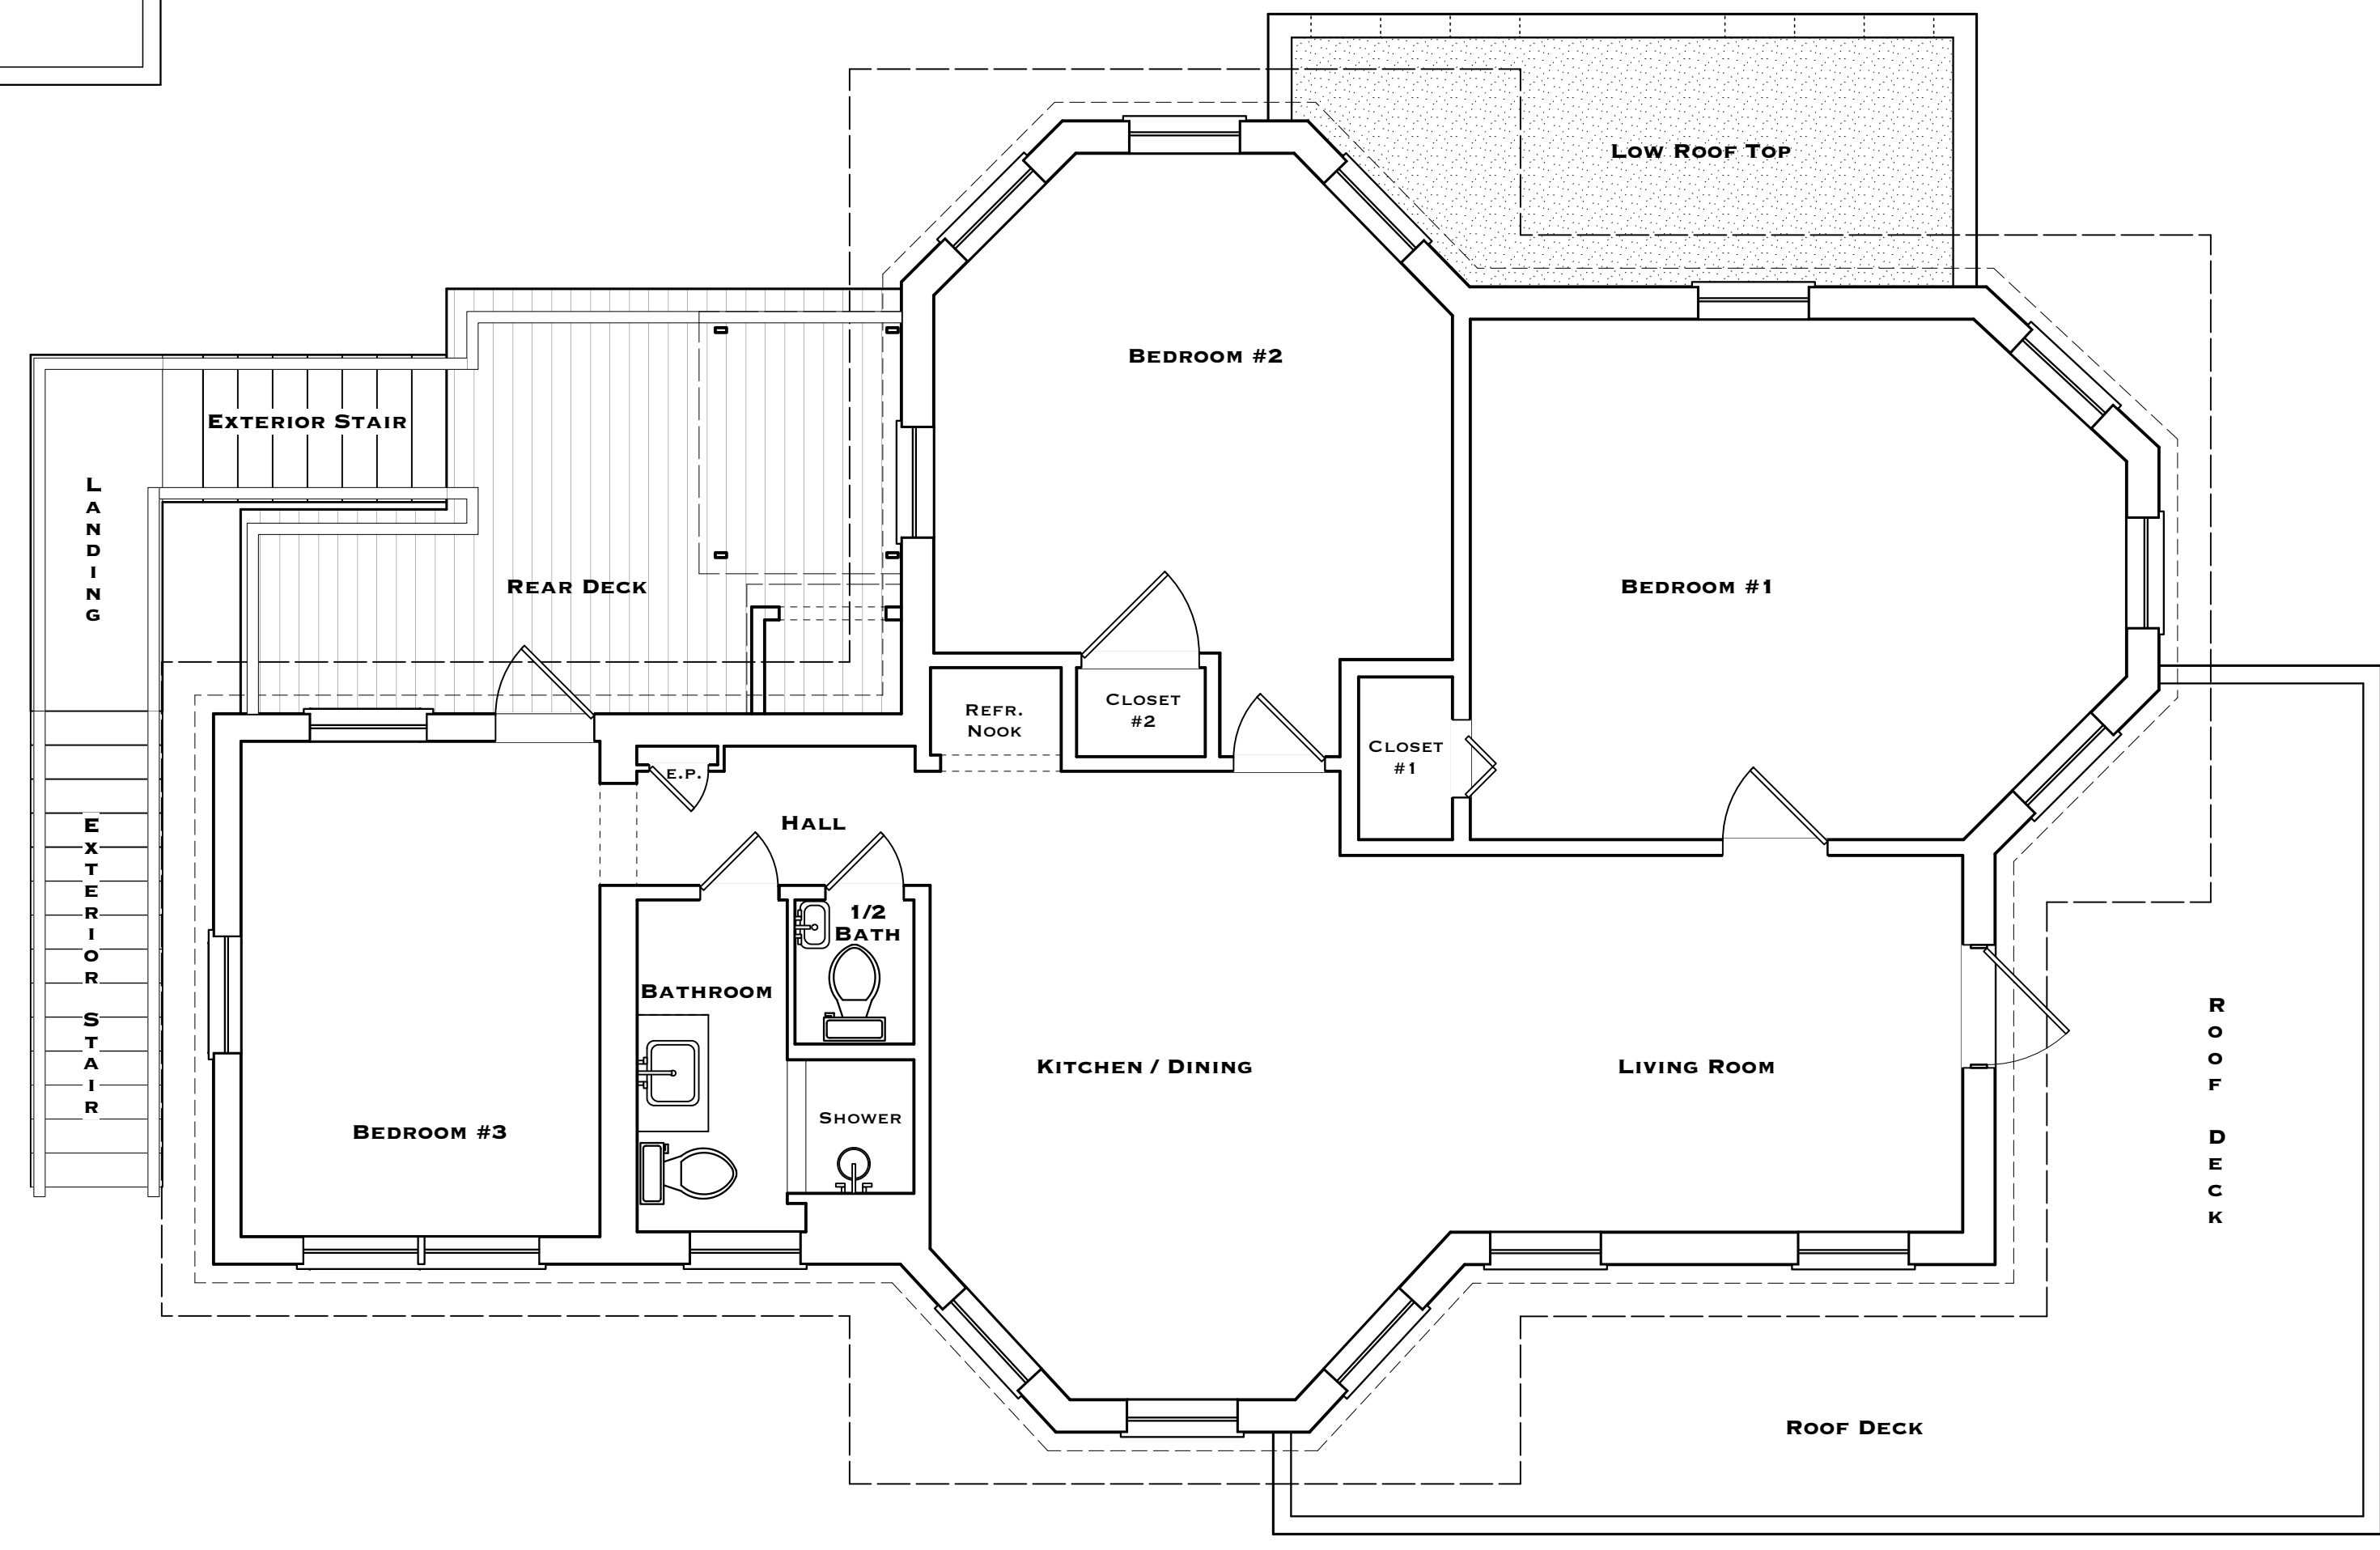 Low Roof Top
Bedroom #2
Exterior Stair
Landing
Rear Deck
Bedroom #1
Refr.
Nook
Closet
#2
Closet
#1
E.P.
Hall
Exterior Stair
1/2
Bath
Bathroom
Roof Deck
Kitchen / Dining
Living Room
Shower
Bedroom #3
Roof Deck